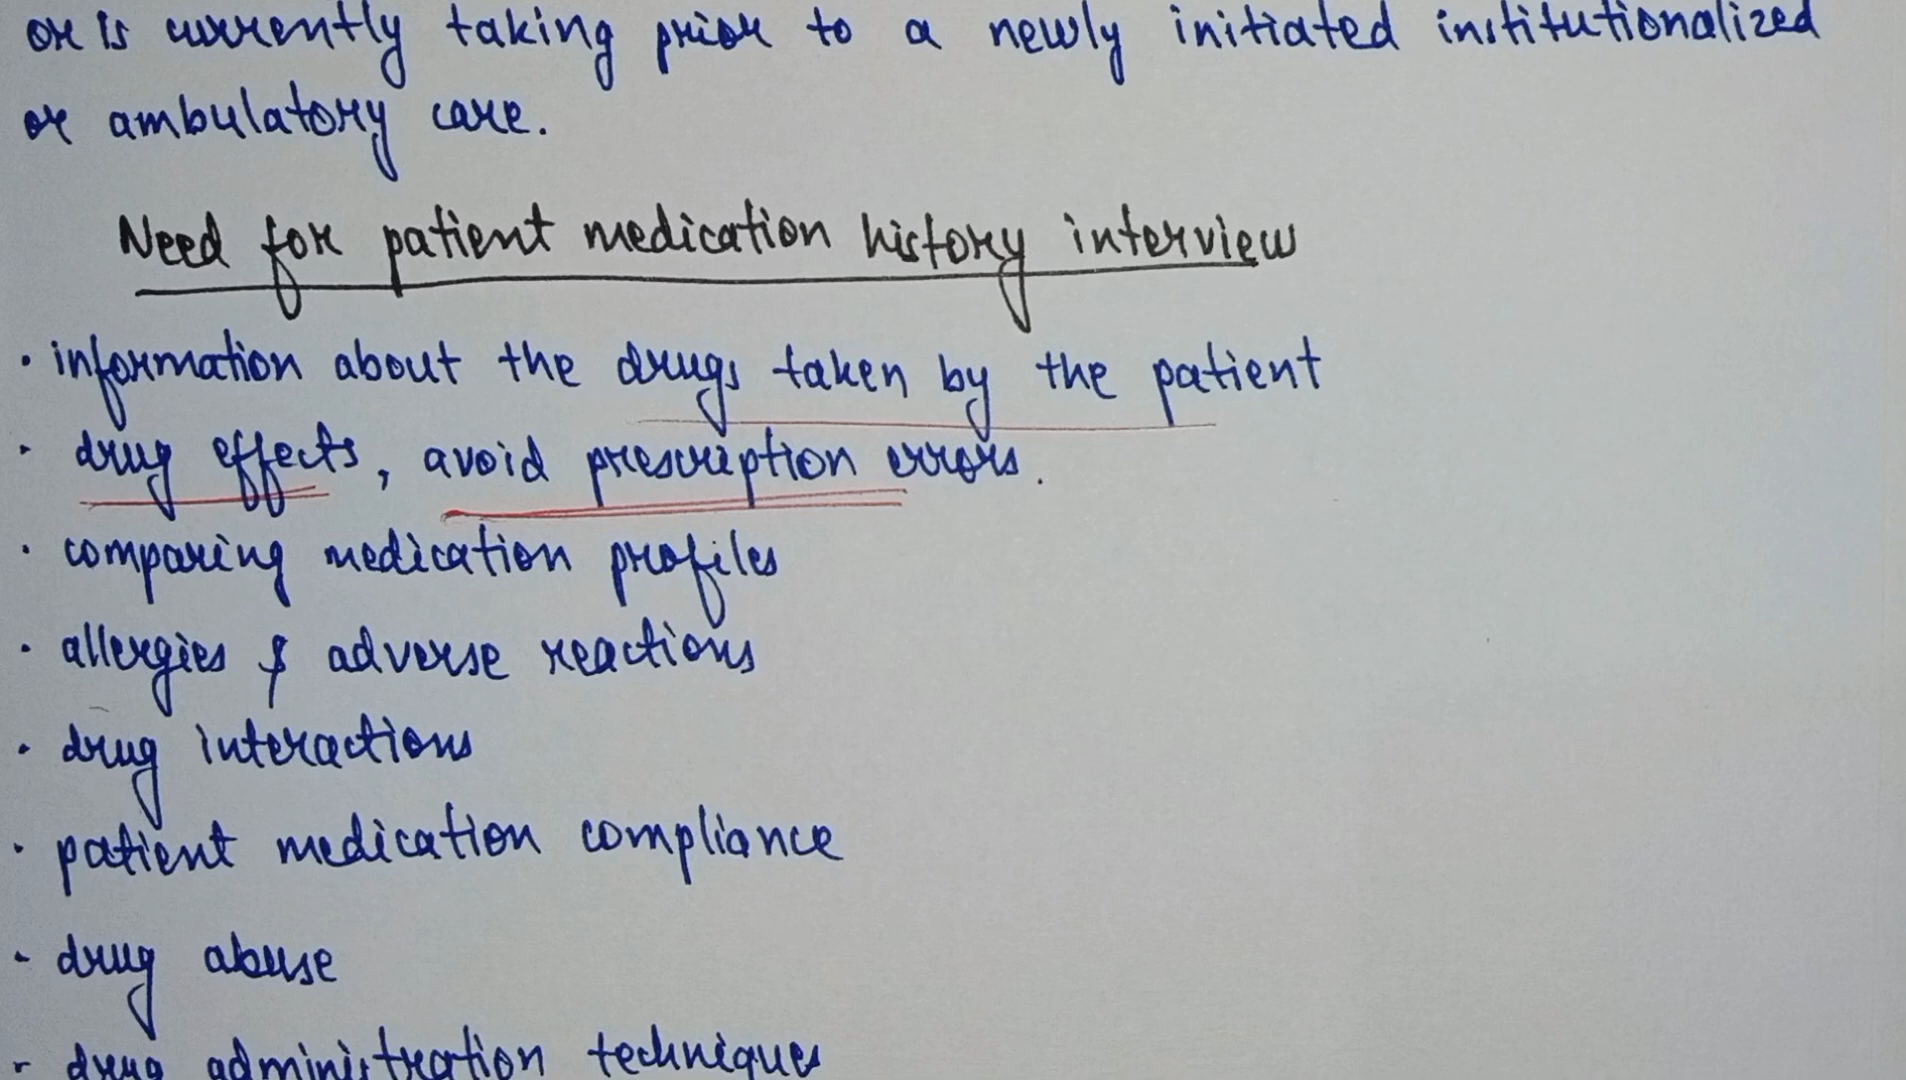 or is currently taking prior to a newly initiated institutionalized
or ambulatory care.
Need for patient medication history interview
· information about the drugs taken by the patient
· drug effects, avoid prescription errors.
· comparing medication profiles
· allergies & adverse reactions
· drug interactions
· patient medication compliance
· drug abuse
- drug administration techniques